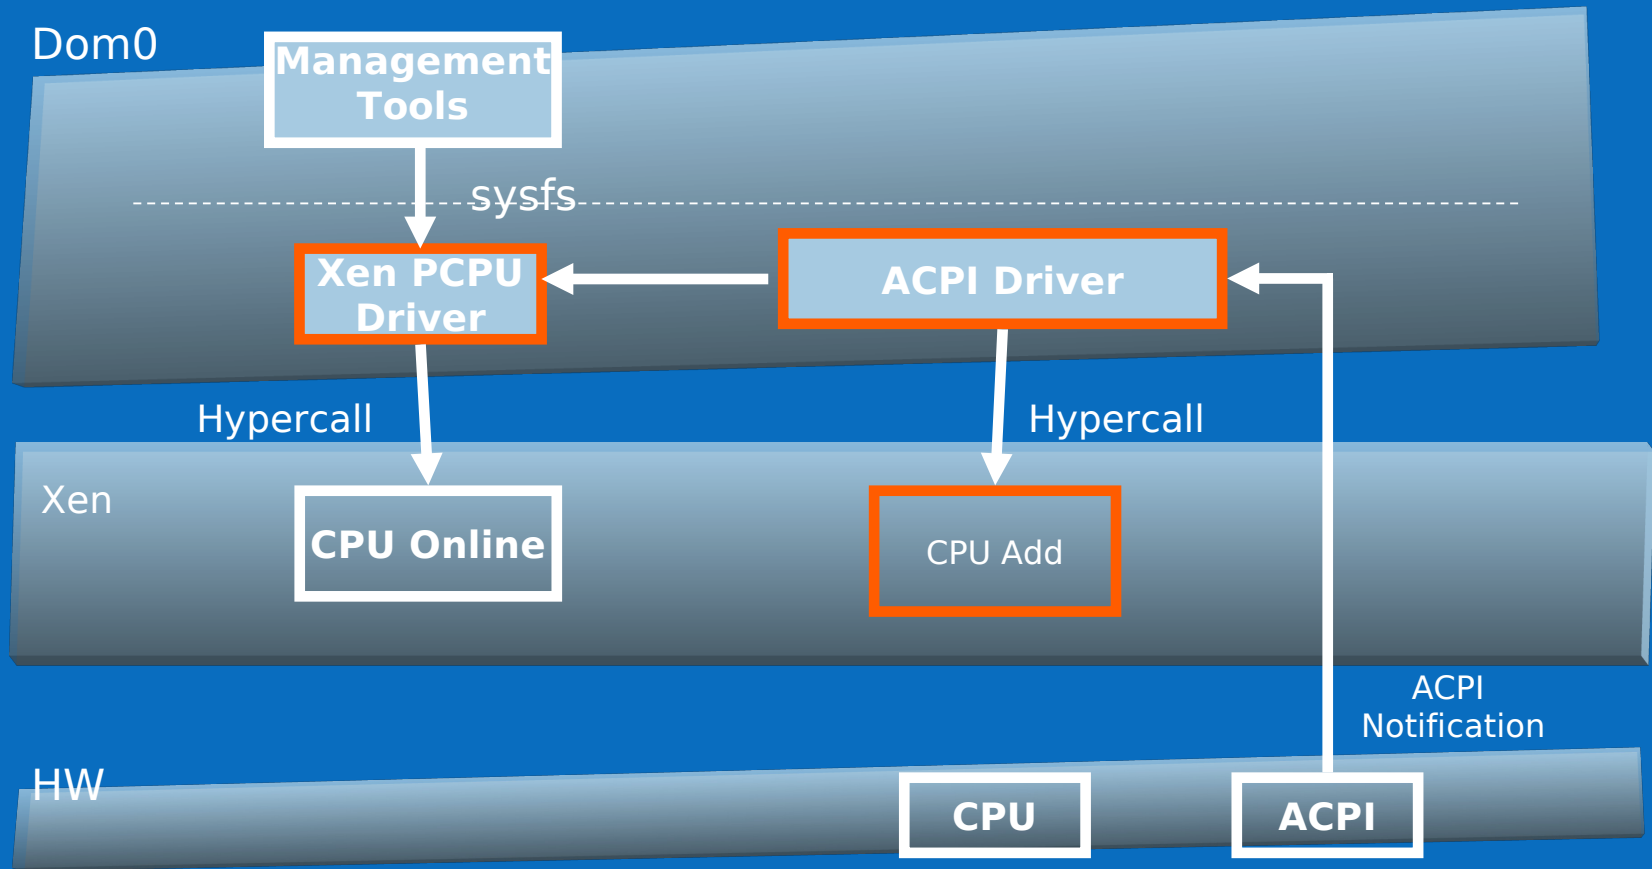 Dom0
Management
Tools
sysfs
Xen PCPU
Driver
ACPI Driver
Hypercall
Hypercall
Xen
CPU Online
CPU Add
ACPI
Notification
HW
CPU
ACPI